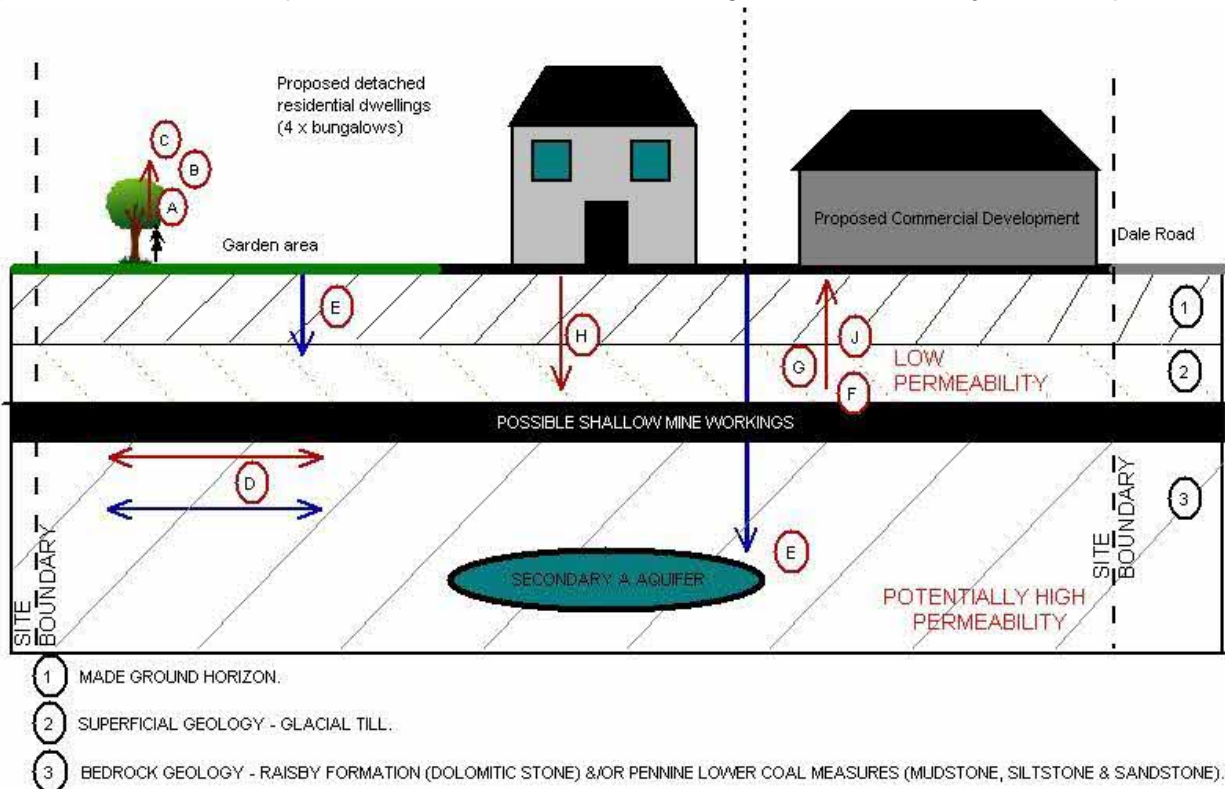 Proposed detached
residential dwellings
(4 x bungalows)
C
B
A
Garden area
Proposed Commercial Development
Dale Road
E
H
J
G
F
1
LOW
PERMEABILITY
2
POSSIBLE SHALLOW MINE WORKINGS
D
3
E
SECONDARY A AQUIFER
POTENTIALLY HIGH
PERMEABILITY
SITE
BOUNDARY
SITE
BOUNDARY
1 MADE GROUND HORIZON.
2 SUPERFICIAL GEOLOGY - GLACIAL TILL.
3 BEDROCK GEOLOGY - RAISBY FORMATION (DOLOMITIC STONE) &/OR PENNINE LOWER COAL MEASURES (MUDSTONE, SILTSTONE & SANDSTONE).